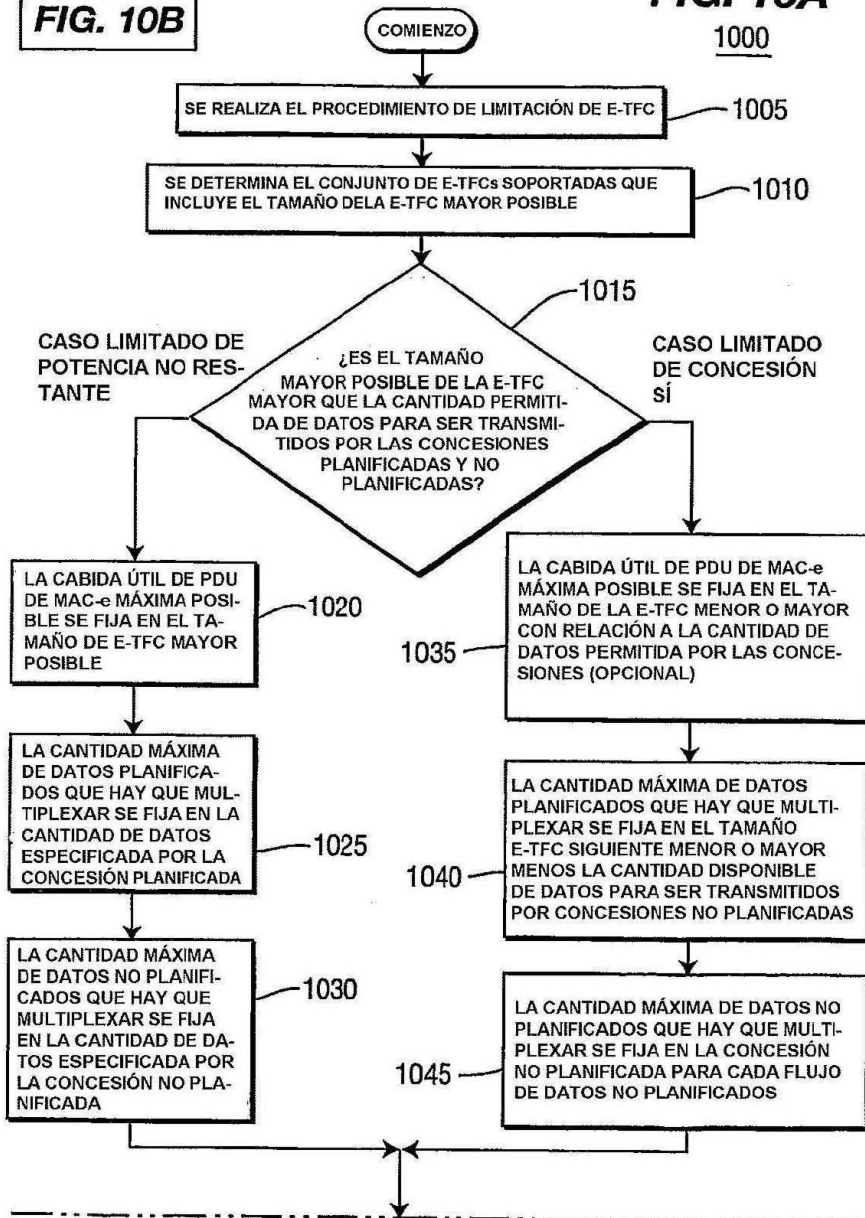 FIG. 10B
FIG. 10A
1000
COMIENZO
SE REALIZA EL PROCEDIMIENTO DE LIMITACIÓN DE E-TFC
1005
SE DETERMINA EL CONJUNTO DE E-TFCs SOPORTADAS QUE
INCLUYE EL TAMAÑO DELA E-TFC MAYOR POSIBLE
1010
1015
CASO LIMITADO DE
POTENCIA NO RES-
TANTE
¿ES EL TAMAÑO
MAYOR POSIBLE DE LA E-TFC
MAYOR QUE LA CANTIDAD PERMITI-
DA DE DATOS PARA SER TRANSMI-
TIDOS POR LAS CONCESIONES
PLANIFICADAS Y NO
PLANIFICADAS?
CASO LIMITADO
DE CONCESIÓN
SÍ
LA CABIDA ÚTIL DE PDU
DE MAC-e MÁXIMA POSI-
BLE SE FIJA EN EL TA-
MAÑO DE E-TFC MAYOR
POSIBLE
1020
LA CABIDA ÚTIL DE PDU DE MAC-e
MÁXIMA POSIBLE SE FIJA EN EL TA-
MAÑO DE LA E-TFC MENOR O MAYOR
CON RELACIÓN A LA CANTIDAD DE
DATOS PERMITIDA POR LAS CONCE-
SIONES (OPCIONAL)
1035
LA CANTIDAD MÁXIMA
DE DATOS PLANIFICA-
DOS QUE HAY QUE MUL-
TIPLEXAR SE FIJA EN LA
CANTIDAD DE DATOS
ESPECIFICADA POR LA
CONCESIÓN PLANIFICADA
1025
LA CANTIDAD MÁXIMA DE DATOS
PLANIFICADOS QUE HAY QUE MULTI-
PLEXAR SE FIJA EN EL TAMAÑO
E-TFC SIGUIENTE MENOR O MAYOR
MENOS LA CANTIDAD DISPONIBLE
DE DATOS PARA SER TRANSMITIDOS
POR CONCESIONES NO PLANIFICADAS
1040
LA CANTIDAD MÁXIMA
DE DATOS NO PLANIFI-
CADOS QUE HAY QUE
MULTIPLEXAR SE FIJA
EN LA CANTIDAD DE DA-
TOS ESPECIFICADA POR
LA CONCESIÓN NO PLA-
NIFICADA
1030
LA CANTIDAD MÁXIMA DE DATOS NO
PLANIFICADOS QUE HAY QUE MULTI-
PLEXAR SE FIJA EN LA CONCESIÓN
NO PLANIFICADA PARA CADA FLUJO
DE DATOS NO PLANIFICADOS
1045